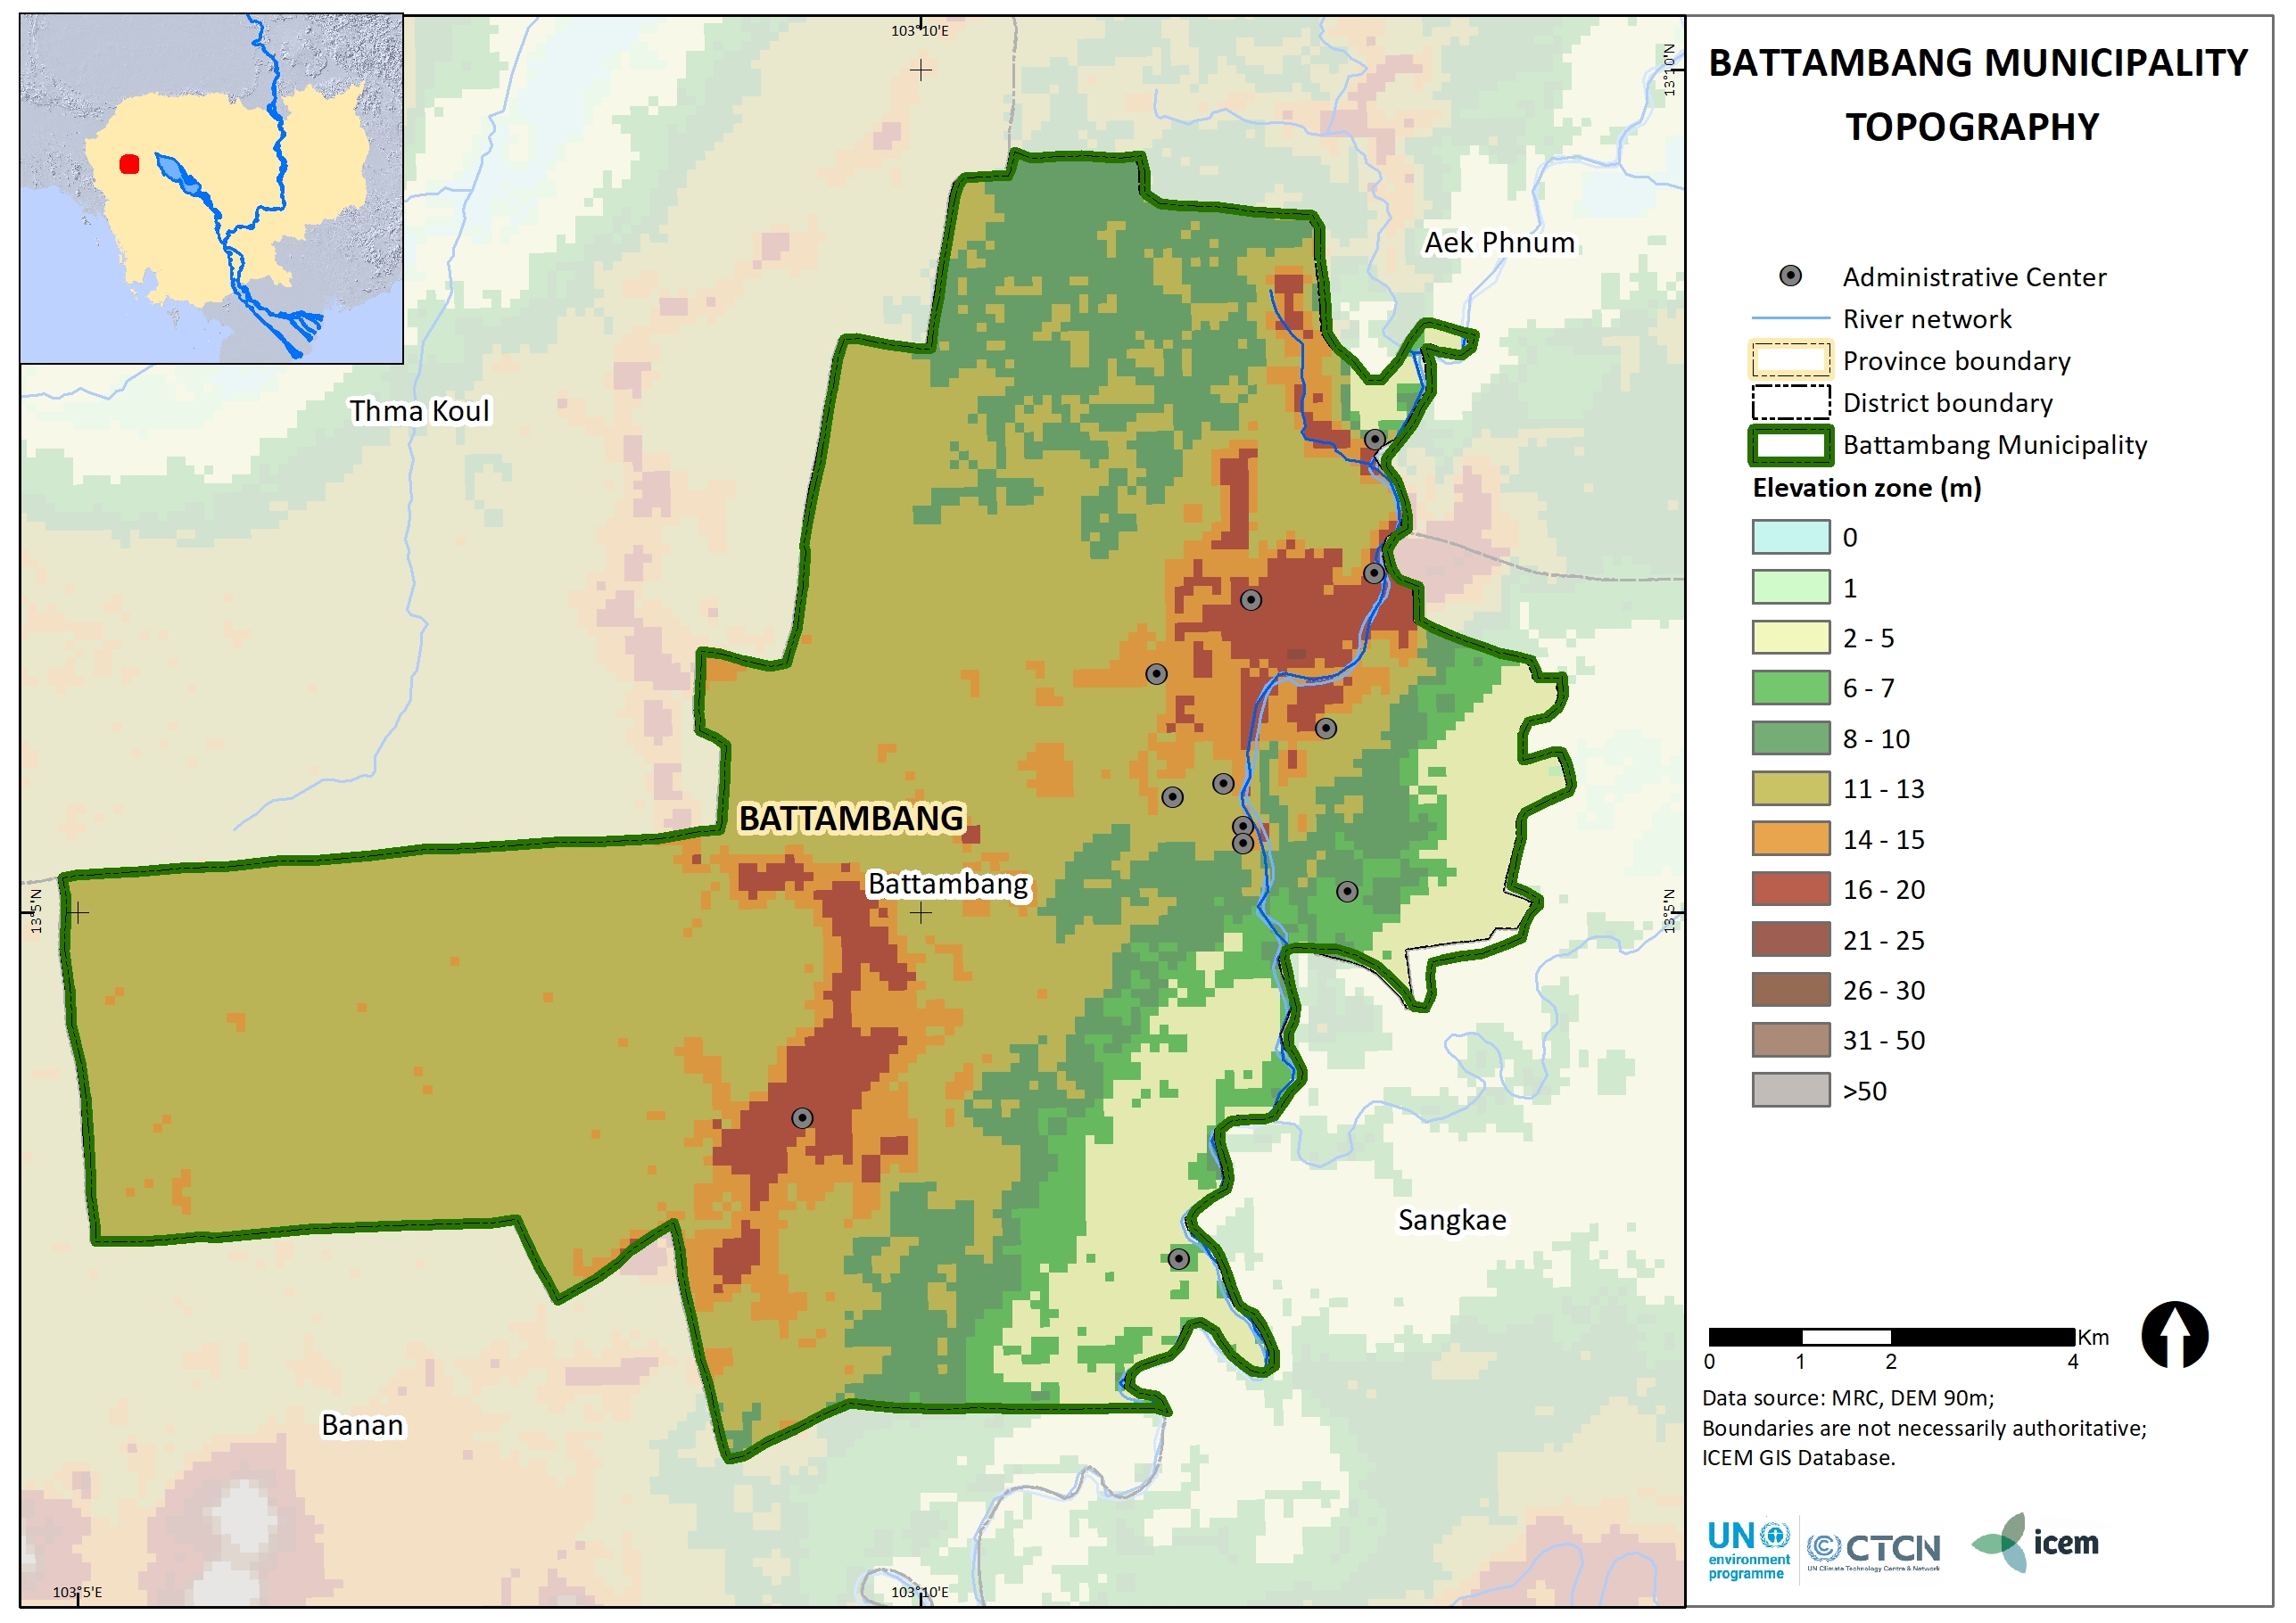 103°10'E
13°10'N
Aek Phnum
Thma Koul
BATTAMBANG
Battambang
13°5'N
13°5'N
Sangkae
Banan
103°5'E
103°10'E
BATTAMBANG MUNICIPALITY
TOPOGRAPHY
Administrative Center
River network
Province boundary
District boundary
Battambang Municipality
Elevation zone (m)
0
1
2 - 5
6 - 7
8 - 10
11 - 13
14 - 15
16 - 20
21 - 25
26 - 30
31 - 50
>50
Km
0 1 2 4
Data source: MRC, DEM 90m;
Boundaries are not necessarily authoritative;
ICEM GIS Database.
UN
environment
programme
CTCN
UN Climate Technology Centre & Network
icem